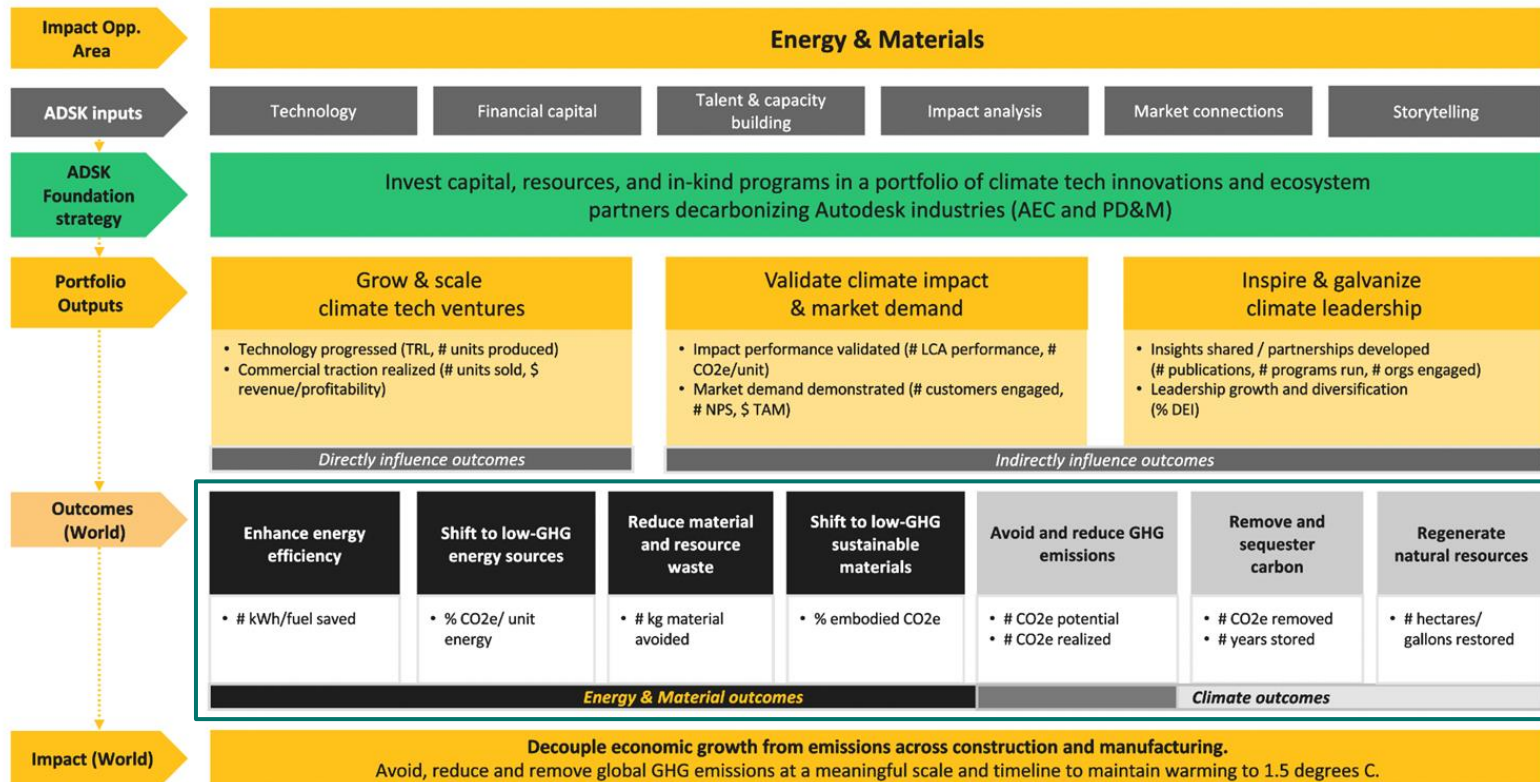 Impact Opp.
Area
Energy & Materials
ADSK inputs
Technology
Financial capital
Talent & capacity
building
Impact analysis
Market connections
Storytelling
ADSK
Foundation
strategy
Invest capital, resources, and in-kind programs in a portfolio of climate tech innovations and ecosystem
partners decarbonizing Autodesk industries (AEC and PD&M)
Portfolio
Outputs
Grow & scale
climate tech ventures
• Technology progressed (TRL, # units produced)
• Commercial traction realized (# units sold, $
revenue/profitability)
Directly influence outcomes
Validate climate impact
& market demand
• Impact performance validated (# LCA performance, #
CO2e/unit)
• Market demand demonstrated (# customers engaged,
# NPS, $ TAM)
Inspire & galvanize
climate leadership
• Insights shared / partnerships developed
(# publications, # programs run, # orgs engaged)
• Leadership growth and diversification
(% DEI)
Indirectly influence outcomes
Outcomes
(World)
Enhance energy
efficiency
• # kWh/fuel saved
Shift to low-GHG
energy sources
• % CO2e/ unit
energy
Reduce material
and resource
waste
• # kg material
avoided
Shift to low-GHG
sustainable
materials
• % embodied CO2e
Avoid and reduce GHG
emissions
• # CO2e potential
• # CO2e realized
Remove and
sequester
carbon
• # CO2e removed
• # years stored
Regenerate
natural resources
• # hectares/
gallons restored
Energy & Material outcomes
Climate outcomes
Impact (World)
Decouple economic growth from emissions across construction and manufacturing.
Avoid, reduce and remove global GHG emissions at a meaningful scale and timeline to maintain warming to 1.5 degrees C.